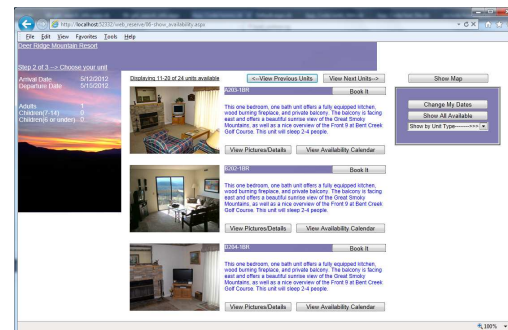 http://localhost:52332/web_reserve/05-show_availability.aspx
File Edit View Favorites Tools Help
Deer Ridge Mountain Resort
Step 2 of 3 --> Choose your unit
Arrival Date 5/12/2012
Departure Date 5/15/2012
Adults 1
Children(7-14) 0
Children(6 or under) 0
Displaying 11-20 of 24 units available
<--View Previous Units
View Next Units-->
Show Map
Change My Dates
Show All Available
Show by Unit Type-------->>>
A203-1BR
Book It
This one bedroom, one bath unit offers a fully equipped kitchen,
wood burning fireplace, and private balcony. The balcony is facing
east and offers a beautiful sunrise view of the Great Smoky
Mountains, as well as a nice overview of the Front 9 at Bent Creek
Golf Course. This unit will sleep 2-4 people.
View Pictures/Details
View Availability Calendar
B202-1BR
Book It
This one bedroom, one bath unit offers a fully equipped kitchen,
wood burning fireplace, and private balcony. The balcony is facing
east and offers a beautiful sunrise view of the Great Smoky
Mountains, as well as a nice overview of the Front 9 at Bent Creek
Golf Course. This unit will sleep 2-4 people.
View Pictures/Details
View Availability Calendar
B204-1BR
Book It
This one bedroom, one bath unit offers a fully equipped kitchen,
wood burning fireplace, and private balcony. The balcony is facing
east and offers a beautiful sunrise view of the Great Smoky
Mountains, as well as a nice overview of the Front 9 at Bent Creek
Golf Course. This unit will sleep 2-4 people.
View Pictures/Details
View Availability Calendar
100%